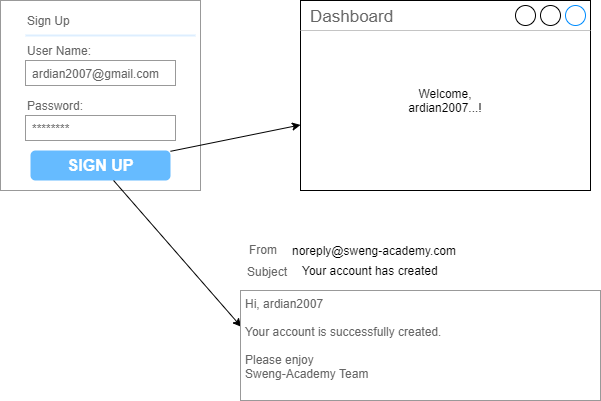 Sign Up
User Name:
ardian2007@gmail.com
Password:
********
SIGN UP
Dashboard
Welcome,
ardian2007...!
From noreply@sweng-academy.com
Subject Your account has created
Hi, ardian2007
Your account is successfully created.
Please enjoy
Sweng-Academy Team